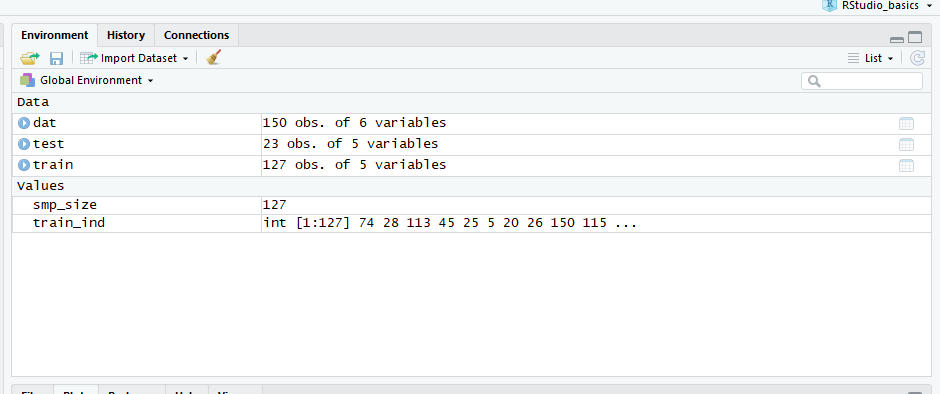 RStudio_basics
Environment History Connections
Import Dataset List
Global Environment
Data
dat 150 obs. of 6 variables
test 23 obs. of 5 variables
train 127 obs. of 5 variables
Values
smp_size 127
train_ind int [1:127] 74 28 113 45 25 5 20 26 150 115 ...